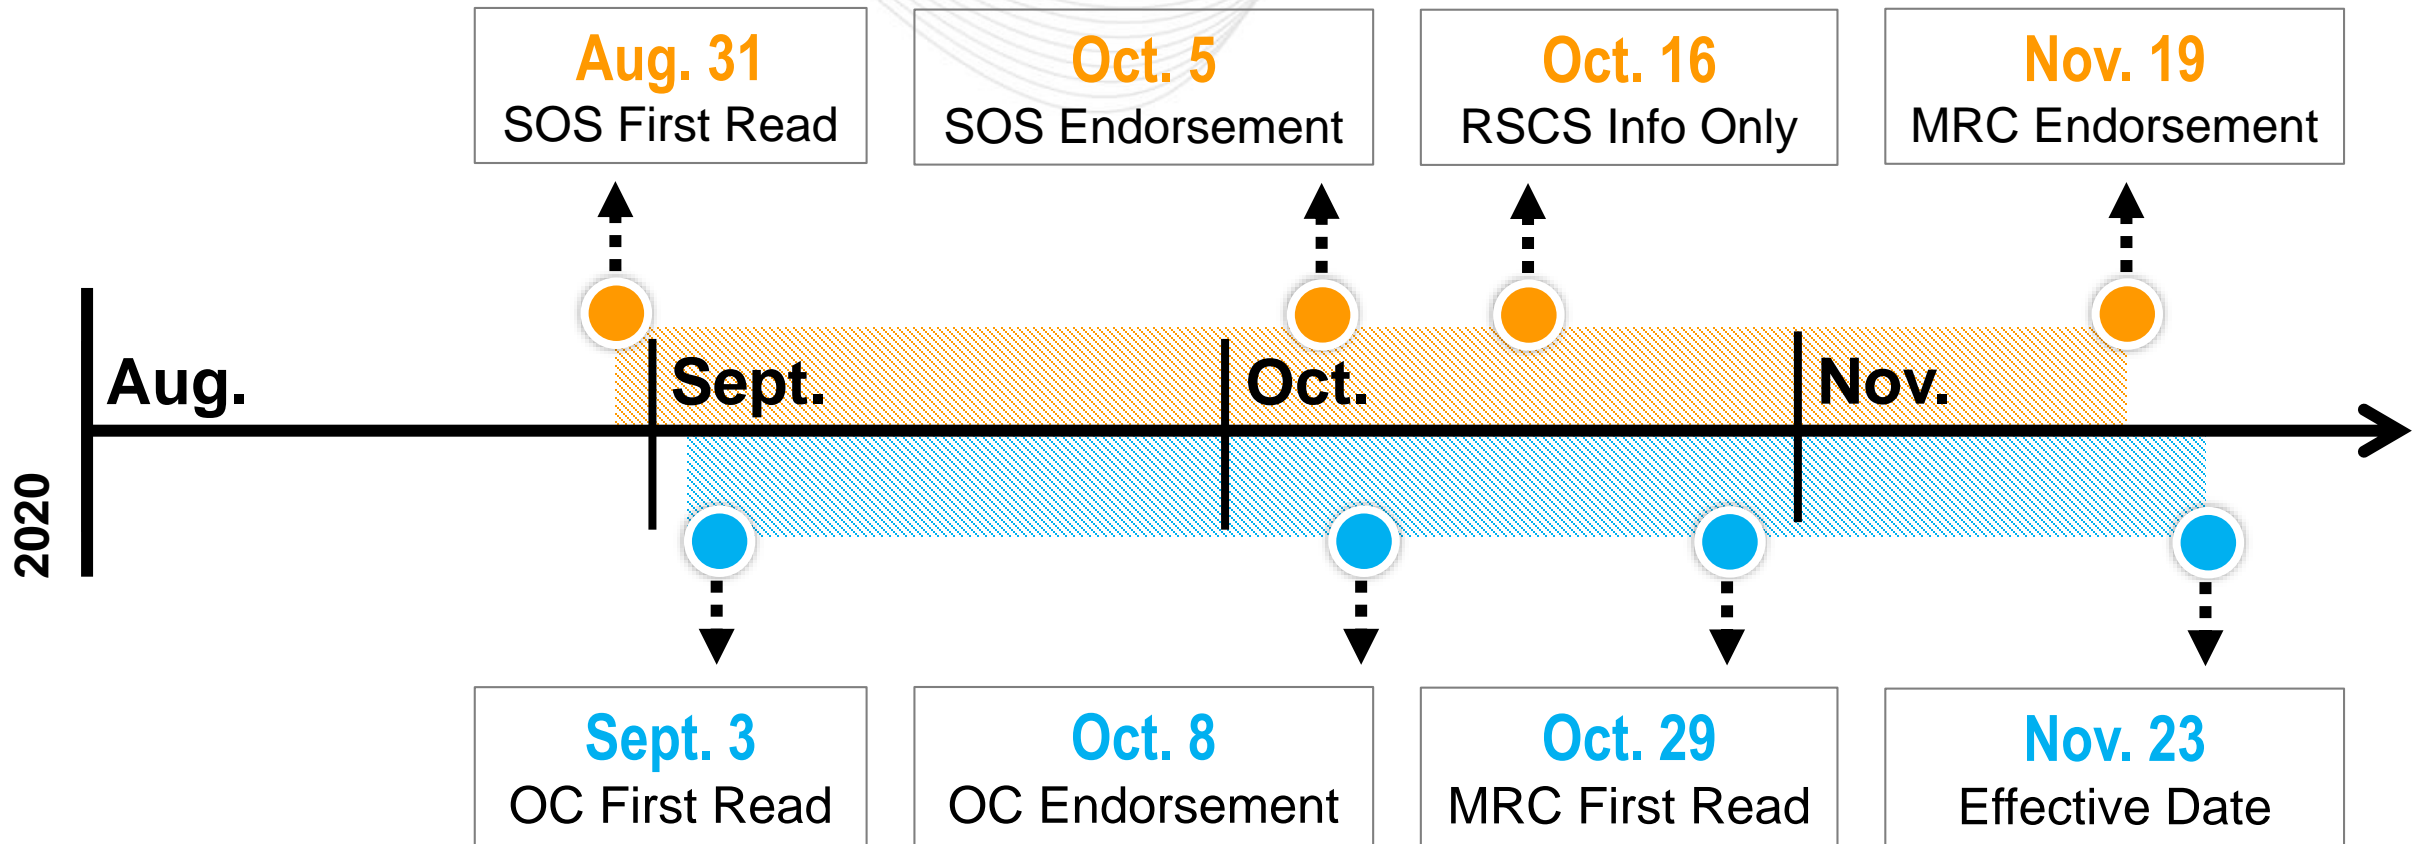 Aug. 31
SOS First Read
Oct. 5
SOS Endorsement
Oct. 16
RSCS Info Only
Nov. 19
MRC Endorsement
Aug.
Sept.
Oct.
Nov.
2020
Sept. 3
OC First Read
Oct. 8
OC Endorsement
Oct. 29
MRC First Read
Nov. 23
Effective Date